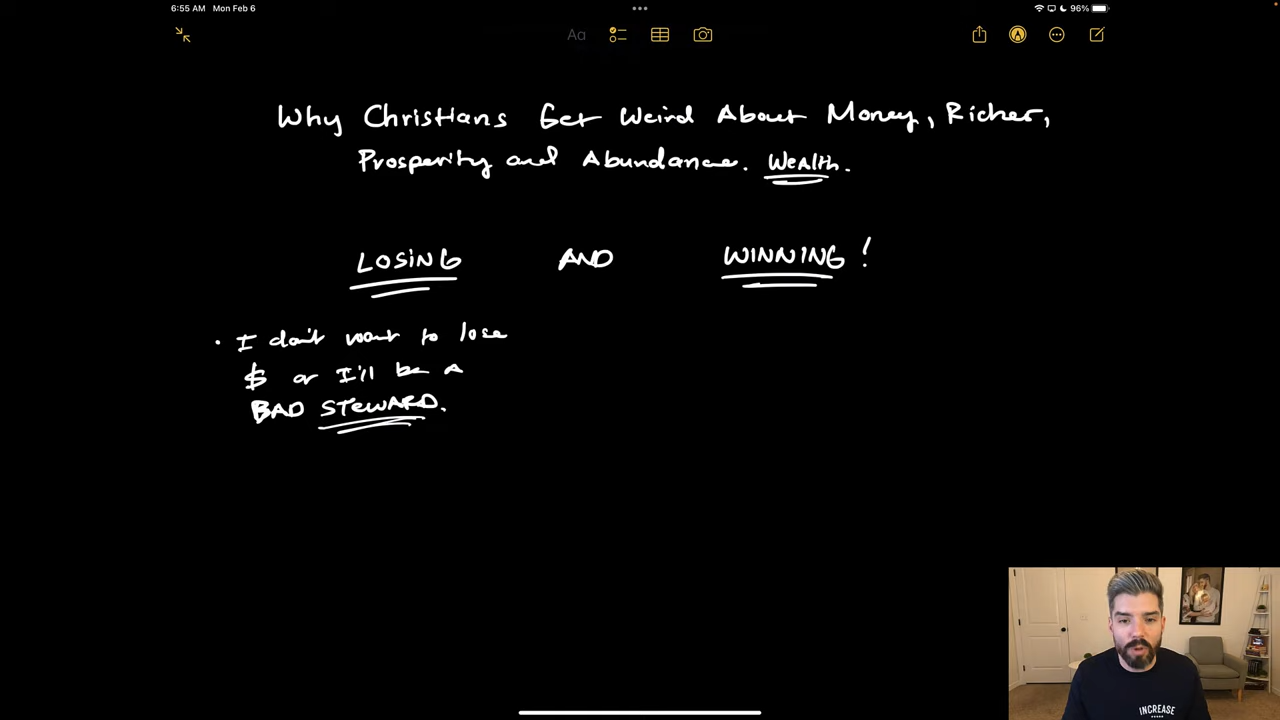 6:55 AM Mon Feb 6
96%
Aa
Why Christians Get Weird About Money, Riches,
Prosperity and Abundance. Wealth.
LOSING AND WINNING!
• I don't want to lose
$ or I'll be a
BAD STEWARD.
INCREASE